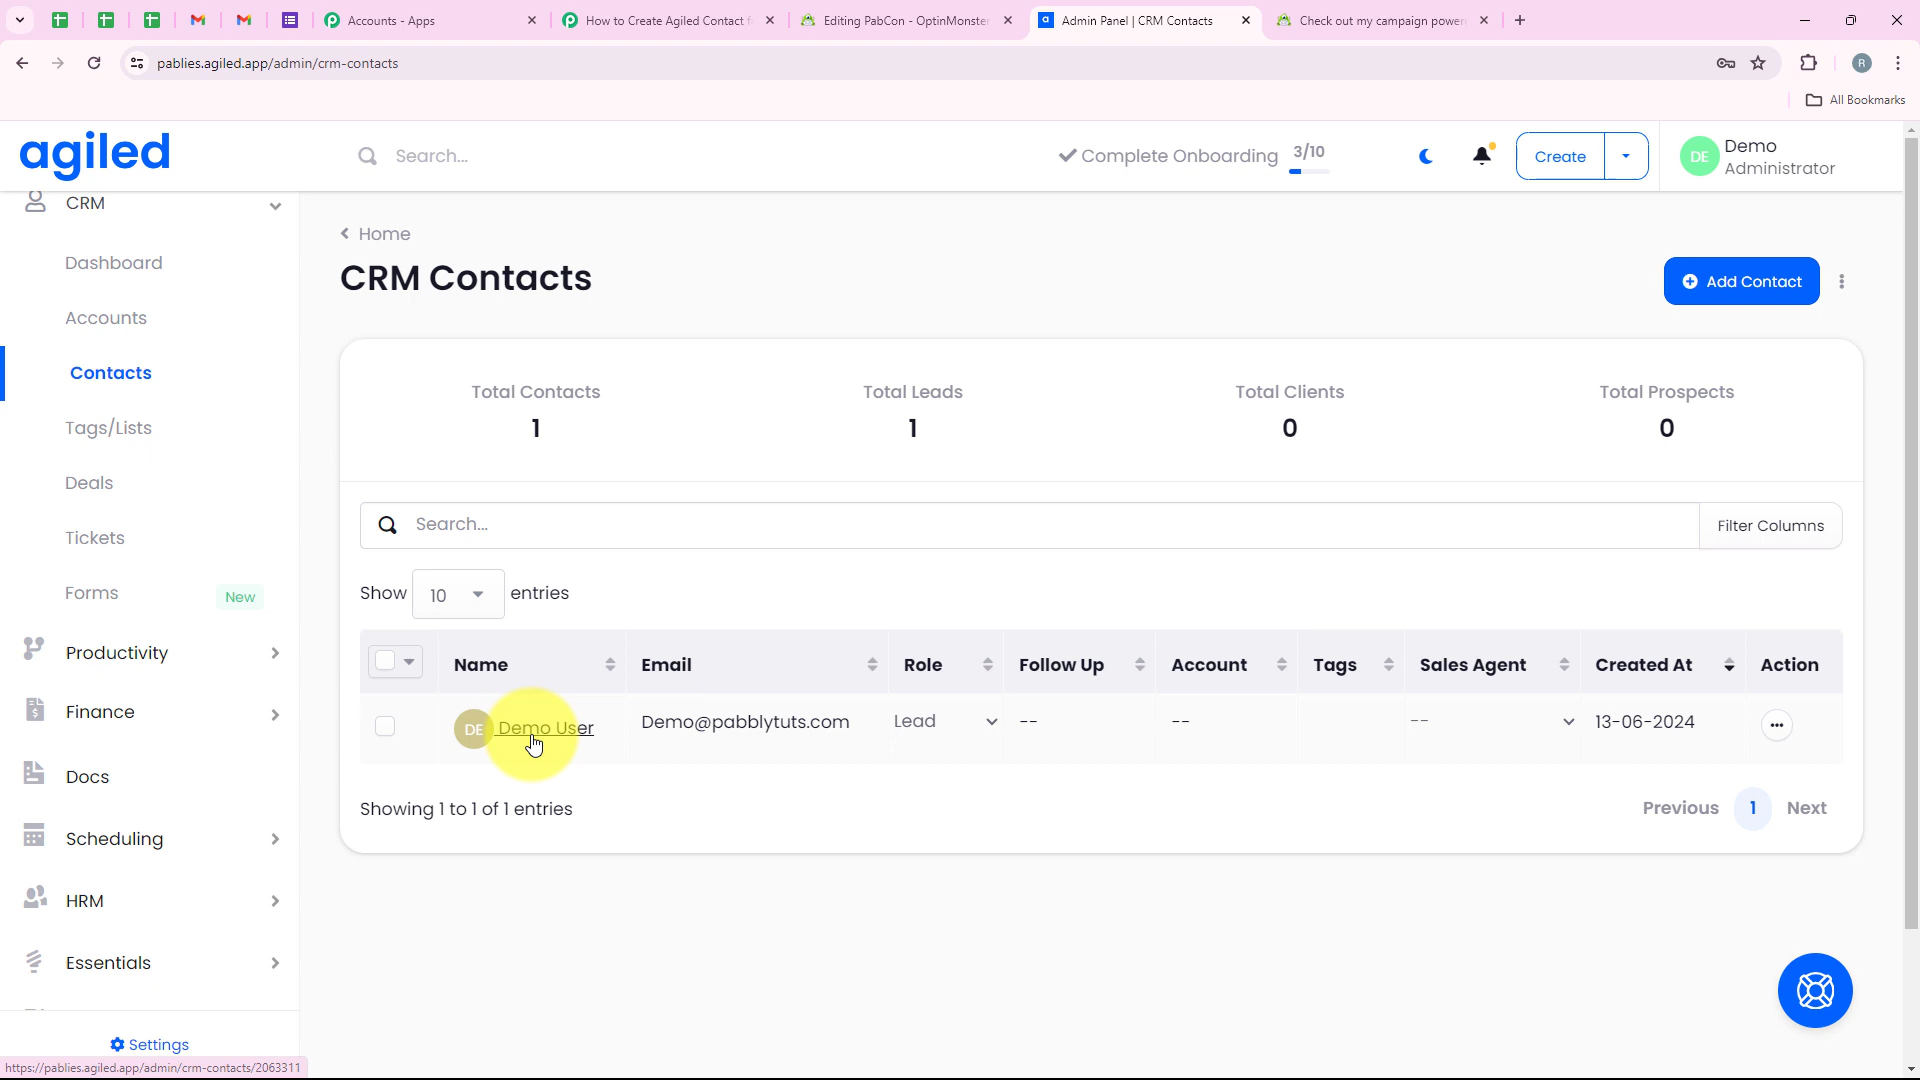 Accounts - Apps
How to Create Agiled Contact f
Editing PabCon - OptinMonster
Admin Panel | CRM Contacts
Check out my campaign power
pablies.agiled.app/admin/crm-contacts
R
All Bookmarks
agiled
Search...
Complete Onboarding 3/10
Create
DE
Demo
Administrator
CRM
Dashboard
Accounts
Contacts
Tags/Lists
Deals
Tickets
Forms New
Productivity
Finance
Docs
Scheduling
HRM
Essentials
Settings
Home
CRM Contacts
Add Contact
Total Contacts Total Leads Total Clients Total Prospects
1 1 0 0
Search...
Filter Columns
Show 10 entries
Name Email Role Follow Up Account Tags Sales Agent Created At Action
DE Demo User Demo@pabblytuts.com Lead -- -- -- 13-06-2024
Showing 1 to 1 of 1 entries
Previous 1 Next
https://pablies.agiled.app/admin/crm-contacts/2063311